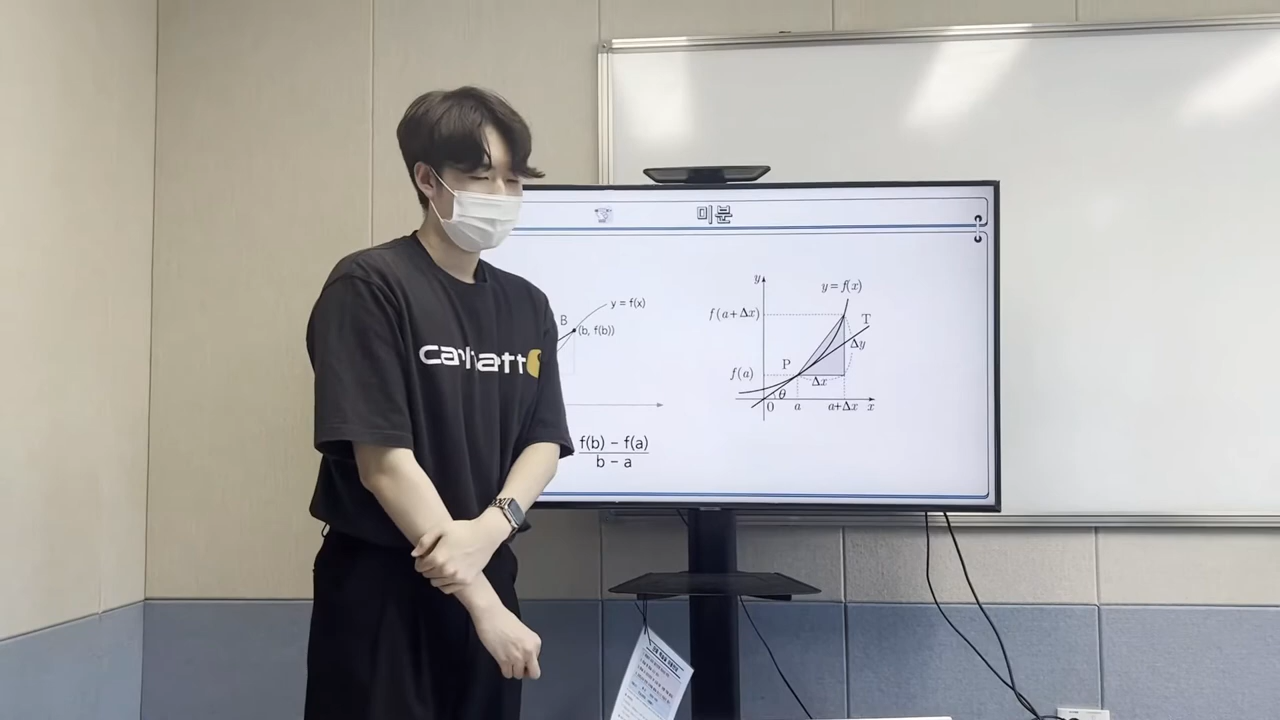 미분
carhartt
y = f(x)
B
(b, f(b))
f(b) − f(a)
b − a
y
y=f(x)
f(a+Δx)
T
Δy
P
f(a)
Δx
θ
0
a
a+Δx
x